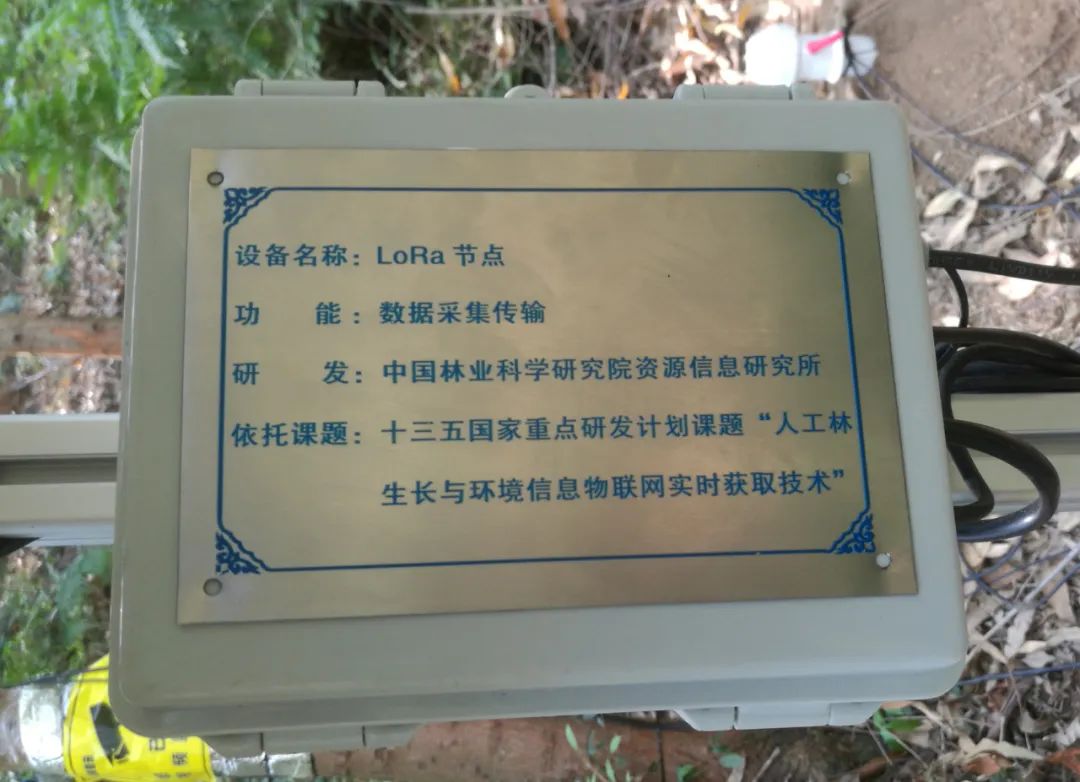 设备名称：LoRa 节点
功 能：数据采集传输
研 发：中国林业科学研究院资源信息研究所
依托课题：十三五国家重点研发计划课题“人工林
生长与环境信息物联网实时获取技术”